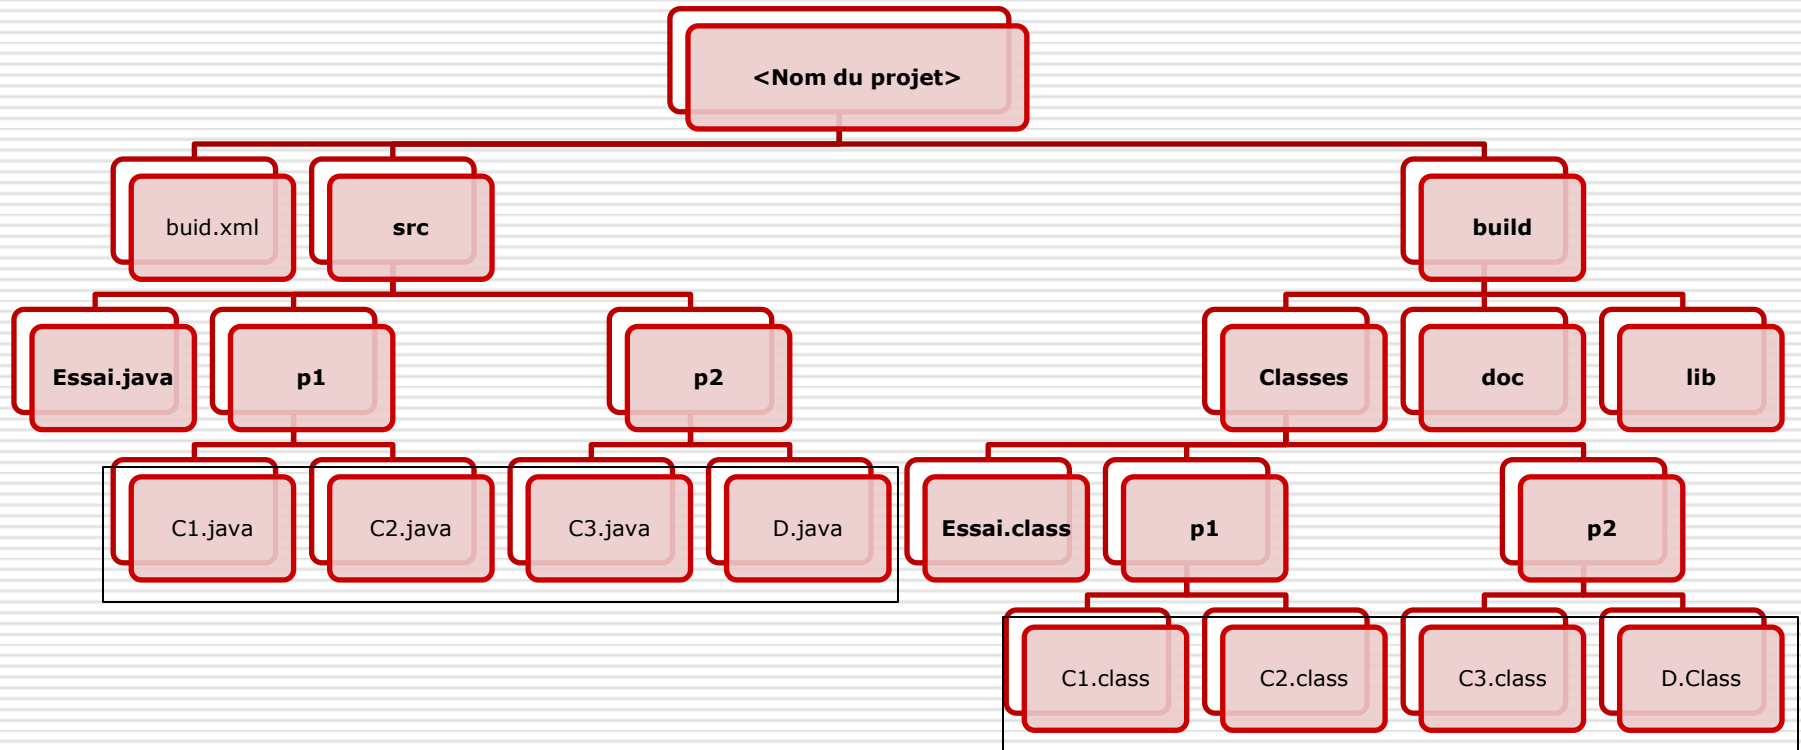 <Nom du projet>
buid.xml
src
build
Essai.java
p1
p2
Classes
doc
lib
C1.java
C2.java
C3.java
D.java
Essai.class
p1
p2
C1.class
C2.class
C3.class
D.Class